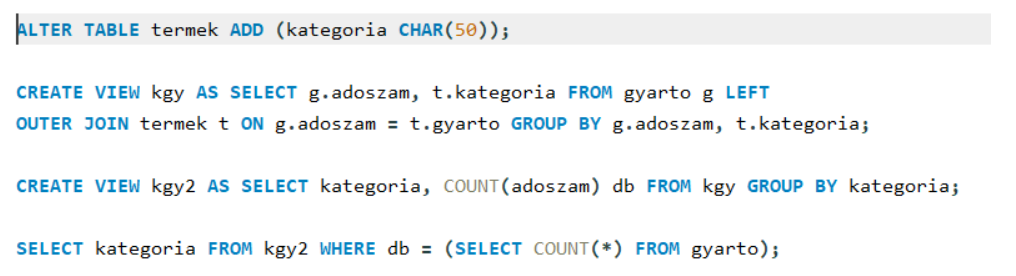 ALTER TABLE termek ADD (kategoria CHAR(50));
CREATE VIEW kgy AS SELECT g.adoszam, t.kategoria FROM gyarto g LEFT
OUTER JOIN termek t ON g.adoszam = t.gyarto GROUP BY g.adoszam, t.kategoria;
CREATE VIEW kgy2 AS SELECT kategoria, COUNT(adoszam) db FROM kgy GROUP BY kategoria;
SELECT kategoria FROM kgy2 WHERE db = (SELECT COUNT(*) FROM gyarto);